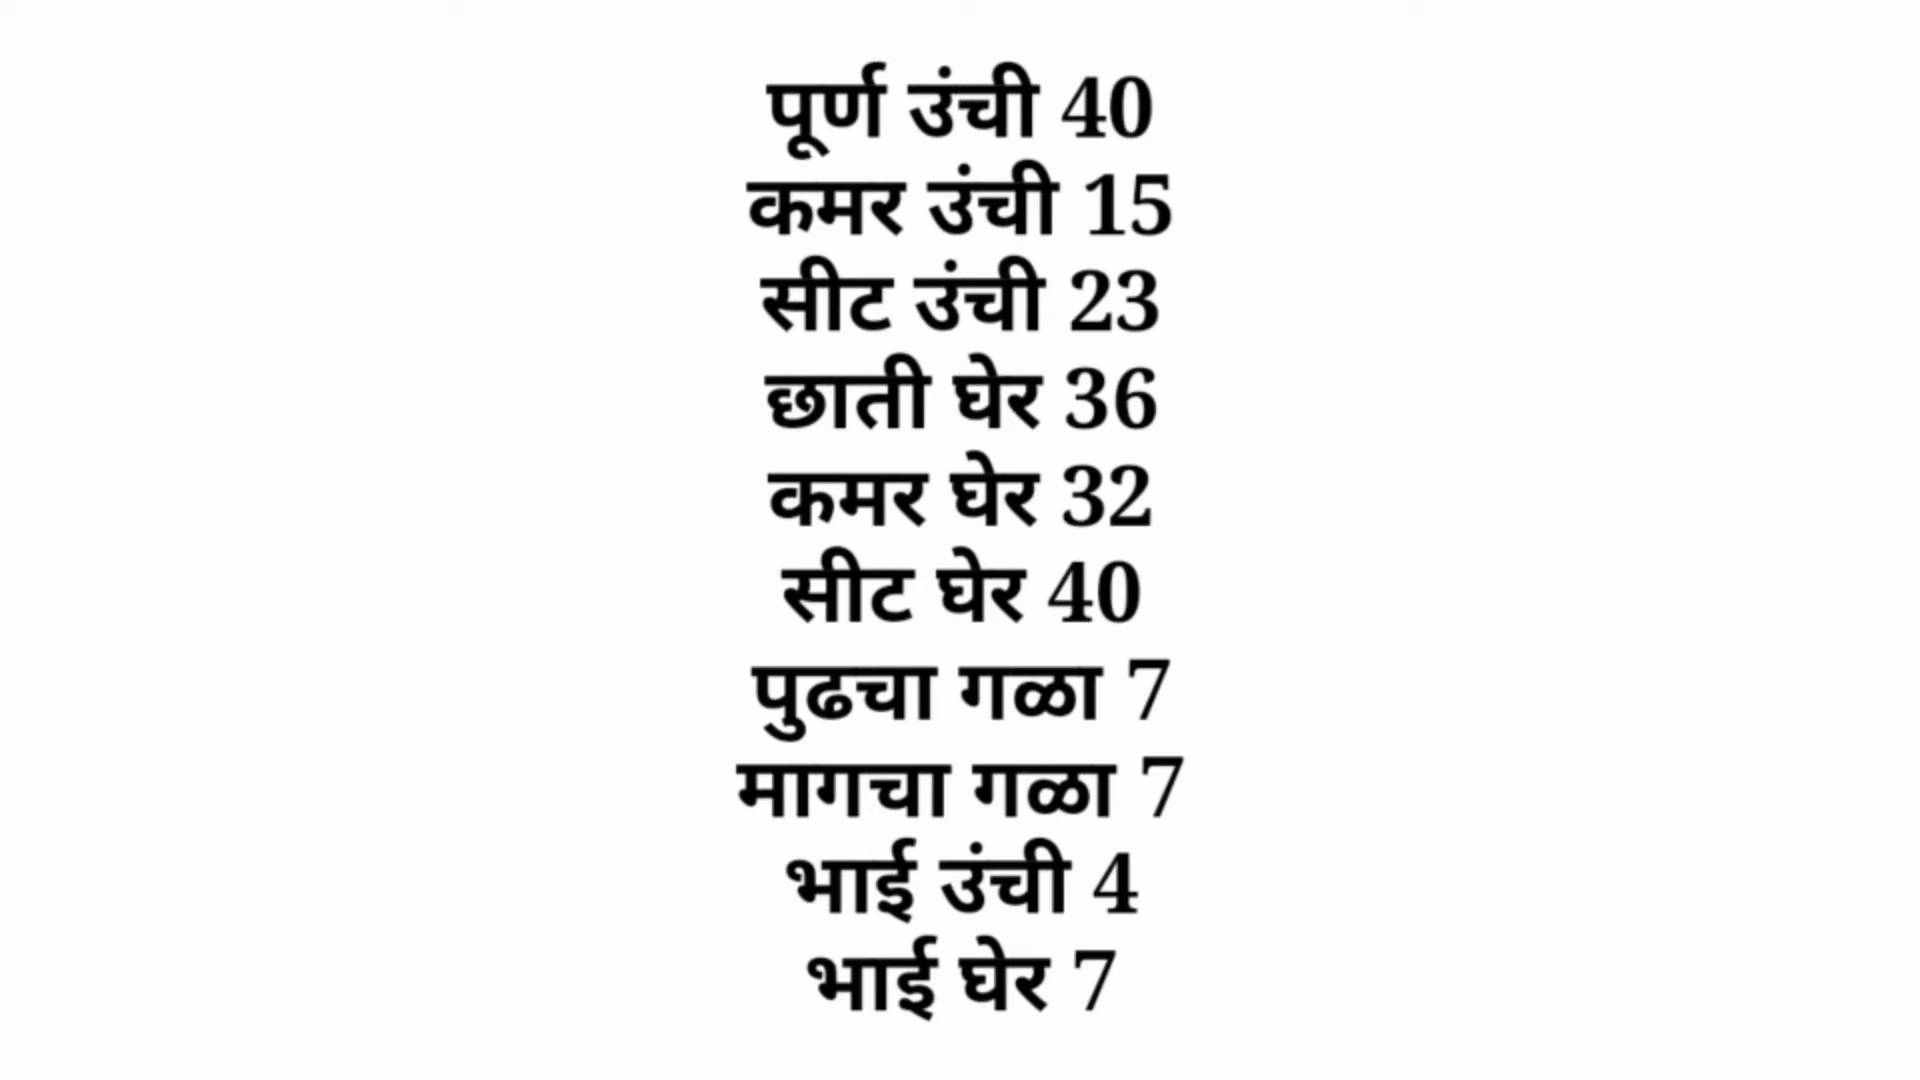 पूर्ण उंची 40
कमर उंची 15
सीट उंची 23
छाती घेर 36
कमर घेर 32
सीट घेर 40
पुढचा गळा 7
मागचा गळा 7
भाई उंची 4
भाई घेर 7